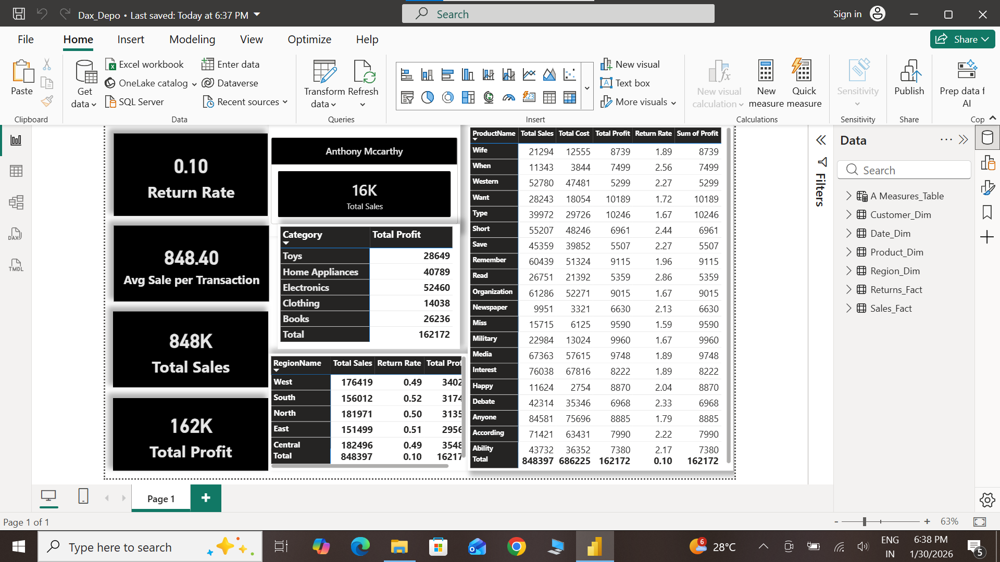 Dax_Depo • Last saved: Today at 6:37 PM
Search
Sign in
File
Home
Insert
Modeling
View
Optimize
Help
Share
Paste
Clipboard
Get data
Excel workbook
OneLake catalog
SQL Server
Enter data
Dataverse
Recent sources
Data
Transform data
Refresh
Queries
New visual
Text box
More visuals
Insert
New visual calculation
New measure
Quick measure
Calculations
Sensitivity
Sensitivity
Publish
Share
Prep data f
AI
Cop
0.10
Return Rate
848.40
Avg Sale per Transaction
848K
Total Sales
162K
Total Profit
Anthony Mccarthy
16K
Total Sales
Category Total Profit
Toys 28649
Home Appliances 40789
Electronics 52460
Clothing 14038
Books 26236
Total 162172
RegionName Total Sales Return Rate Total Prof
West 176419 0.49 3402
South 156012 0.52 3174
North 181971 0.50 3135
East 151499 0.51 2956
Central 182496 0.49 3548
Total 848397 0.10 16217
ProductName Total Sales Total Cost Total Profit Return Rate Sum of Profit
Wife 21294 12555 8739 1.89 8739
When 11343 3844 7499 2.56 7499
Western 52780 47481 5299 2.27 5299
Want 28243 18054 10189 1.72 10189
Type 39972 29726 10246 1.67 10246
Short 55207 48246 6961 2.44 6961
Save 45359 39852 5507 2.27 5507
Remember 60439 51324 9115 1.96 9115
Read 26751 21392 5359 2.86 5359
Organization 61286 52271 9015 1.67 9015
Newspaper 9951 3321 6630 2.13 6630
Miss 15715 6125 9590 1.59 9590
Military 22984 13024 9960 1.67 9960
Media 67363 57615 9748 1.89 9748
Interest 76038 67816 8222 1.89 8222
Happy 11624 2754 8870 2.04 8870
Debate 42314 35346 6968 2.33 6968
Anyone 84581 75696 8885 1.79 8885
According 71421 63431 7990 2.22 7990
Ability 43732 36352 7380 2.17 7380
Total 848397 686225 162172 0.10 162172
Filters
Data
Search
A Measures_Table
Customer_Dim
Date_Dim
Product_Dim
Region_Dim
Returns_Fact
Sales_Fact
DAX
TMDL
Page 1
Page 1 of 1
- + 63%
Type here to search
6
28°C
ENG
IN
6:38 PM
1/30/2026
5